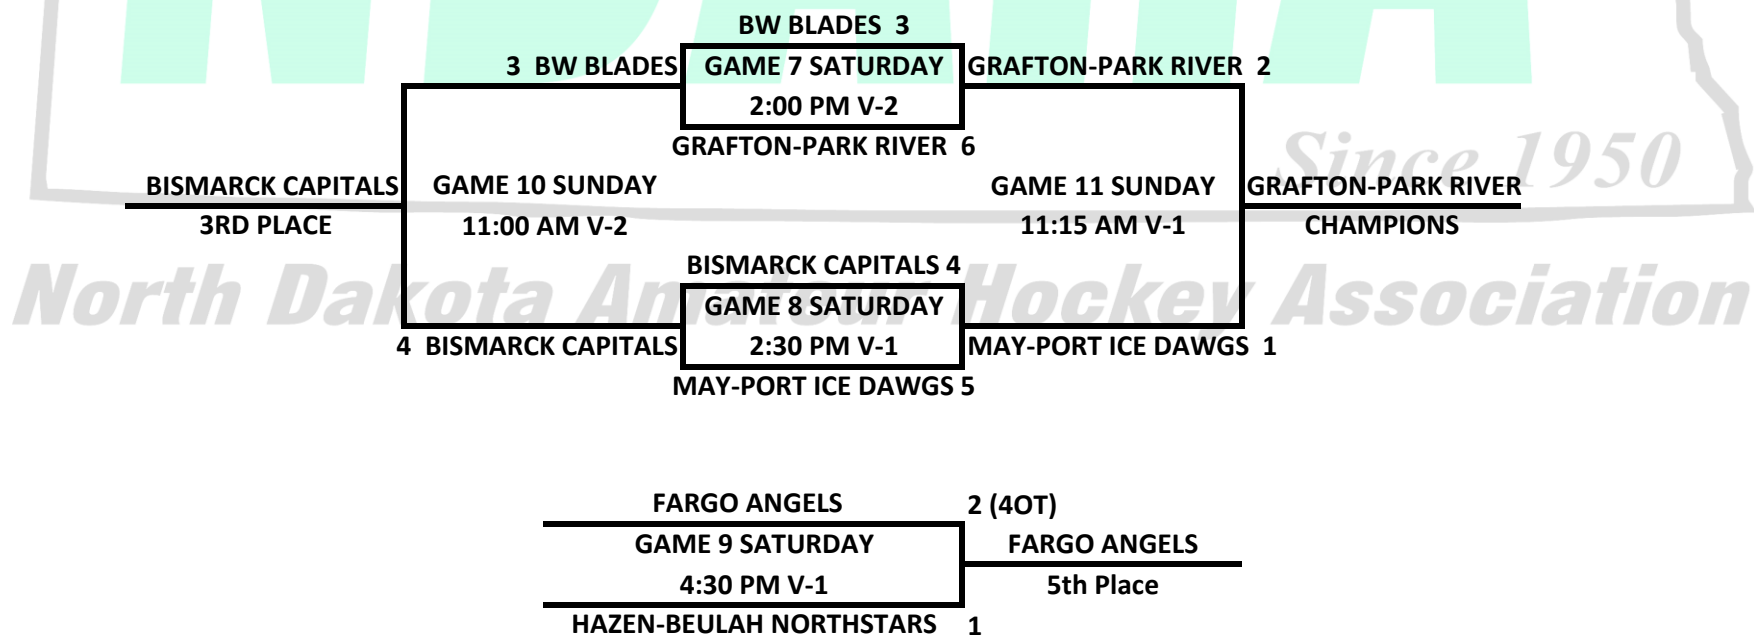 BW BLADES 3
3 BW BLADES
GAME 7 SATURDAY
GRAFTON-PARK RIVER 2
2:00 PM V-2
GRAFTON-PARK RIVER 6
Since 1950
BISMARCK CAPITALS
GAME 10 SUNDAY
GAME 11 SUNDAY
GRAFTON-PARK RIVER
3RD PLACE
11:00 AM V-2
11:15 AM V-1
CHAMPIONS
BISMARCK CAPITALS 4
North Dakota Amateur Hockey Association
GAME 8 SATURDAY
4 BISMARCK CAPITALS
2:30 PM V-1
MAY-PORT ICE DAWGS 1
MAY-PORT ICE DAWGS 5
FARGO ANGELS 2 (4OT)
GAME 9 SATURDAY
FARGO ANGELS
4:30 PM V-1
5th Place
HAZEN-BEULAH NORTHSTARS 1